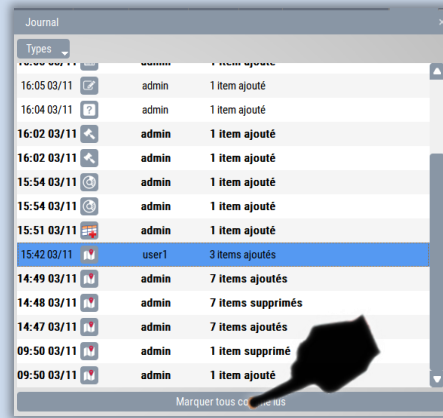 Journal
Types
16:05 03/11 admin 1 item ajouté
16:04 03/11 ? admin 1 item ajouté
16:02 03/11 admin 1 item ajouté
16:02 03/11 admin 1 item ajouté
15:54 03/11 admin 1 item ajouté
15:54 03/11 admin 1 item ajouté
15:51 03/11 admin 1 item ajouté
15:42 03/11 user1 3 items ajoutés
14:49 03/11 admin 7 items ajoutés
14:48 03/11 admin 7 items supprimés
14:47 03/11 admin 7 items ajoutés
09:50 03/11 admin 1 item supprimé
09:50 03/11 admin 1 item ajouté
Marquer tous lus